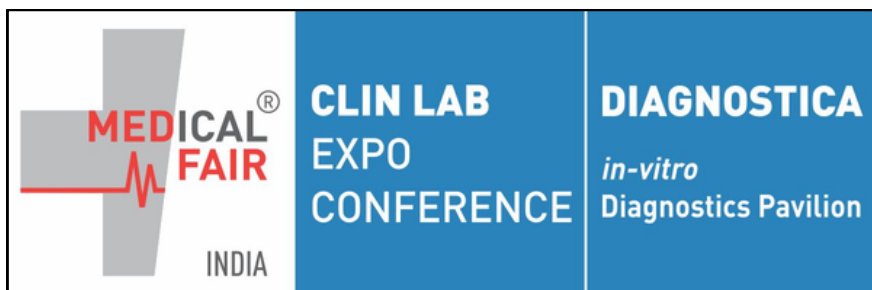 MEDICAL®
FAIR
INDIA
CLIN LAB
EXPO
CONFERENCE
DIAGNOSTICA
in-vitro
Diagnostics Pavilion